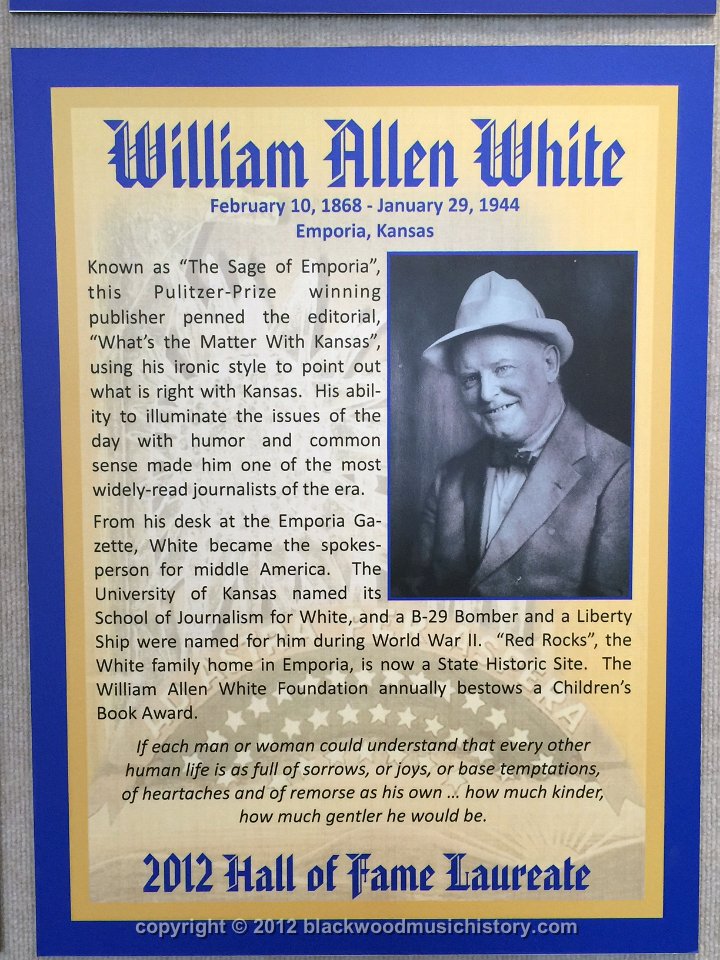 William Allen White
February 10, 1868 - January 29, 1944
Emporia, Kansas
Known as “The Sage of Emporia”,
this Pulitzer-Prize winning
publisher penned the editorial,
“What’s the Matter With Kansas”,
using his ironic style to point out
what is right with Kansas. His abil-
ity to illuminate the issues of the
day with humor and common
sense made him one of the most
widely-read journalists of the era.
From his desk at the Emporia Ga-
zette, White became the spokes-
person for middle America. The
University of Kansas named its
School of Journalism for White, and a B-29 Bomber and a Liberty
Ship were named for him during World War II. “Red Rocks”, the
White family home in Emporia, is now a State Historic Site. The
William Allen White Foundation annually bestows a Children’s
Book Award.
If each man or woman could understand that every other
human life is as full of sorrows, or joys, or base temptations,
of heartaches and of remorse as his own ... how much kinder,
how much gentler he would be.
2012 Hall of Fame Laureate
copyright © 2012 blackwoodmusichistory.com